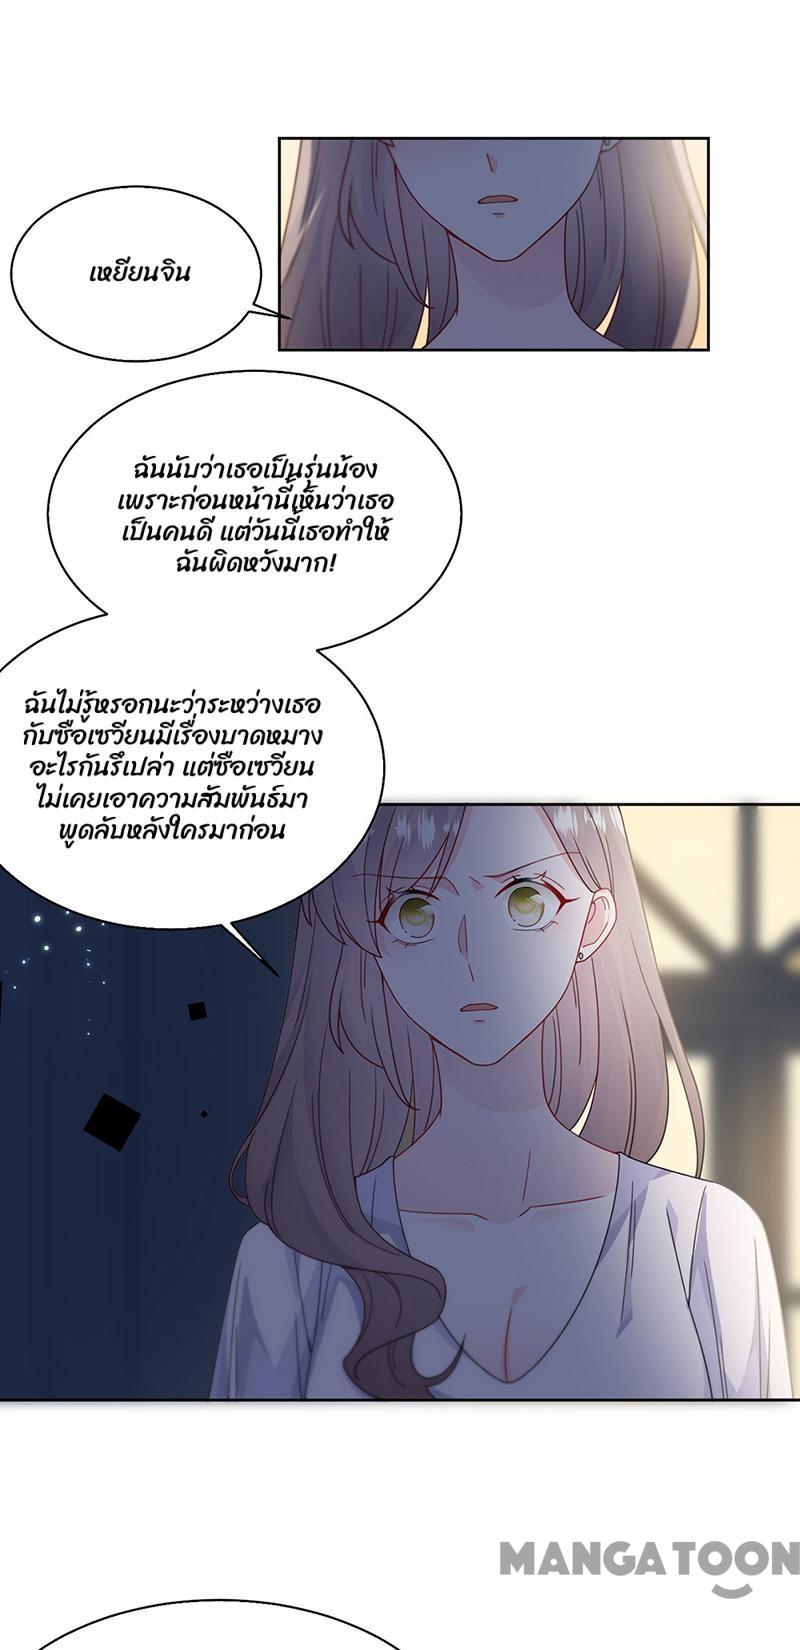 เหยียนจิน
ฉันนับว่าเธอเป็นรุ่นน้อง
เพราะก่อนหน้านี้เห็นว่าเธอ
เป็นคนดี แต่วันนี้เธอทำให้
ฉันผิดหวังมาก!
ฉันไม่รู้หรอกนะว่าระหว่างเธอ
กับซือเซวียนมีเรื่องบาดหมาง
อะไรกันรึเปล่า แต่ซือเซวียน
ไม่เคยเอาความสัมพันธ์มา
พูดลับหลังใครมาก่อน
MANGATOON